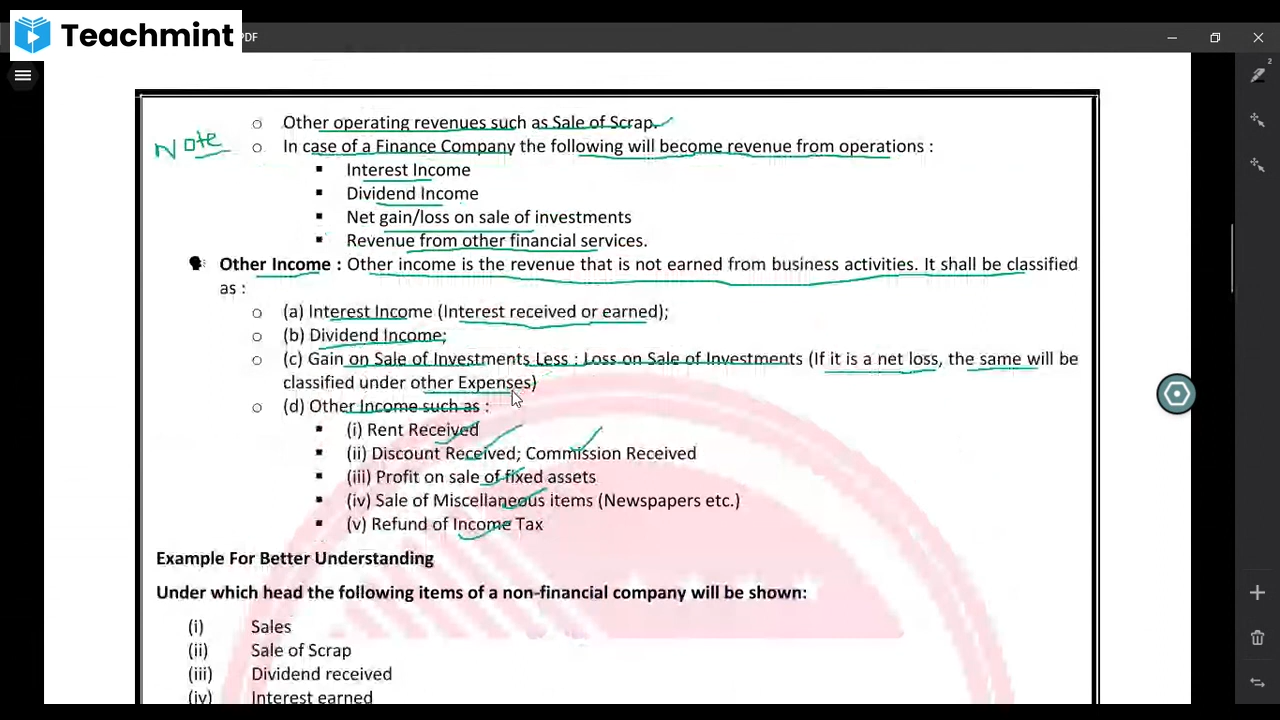 Teachmint
PDF
2
Other operating revenues such as Sale of Scrap.
Note
In case of a Finance Company the following will become revenue from operations :
Interest Income
Dividend Income
Net gain/loss on sale of investments
Revenue from other financial services.
Other Income : Other income is the revenue that is not earned from business activities. It shall be classified
as :
(a) Interest Income (Interest received or earned);
(b) Dividend Income;
(c) Gain on Sale of Investments Less : Loss on Sale of Investments (If it is a net loss, the same will be
classified under other Expenses)
(d) Other Income such as :
(i) Rent Received
(ii) Discount Received; Commission Received
(iii) Profit on sale of fixed assets
(iv) Sale of Miscellaneous items (Newspapers etc.)
(v) Refund of Income Tax
Example For Better Understanding
Under which head the following items of a non-financial company will be shown:
(i) Sales
(ii) Sale of Scrap
(iii) Dividend received
(iv) Interest earned